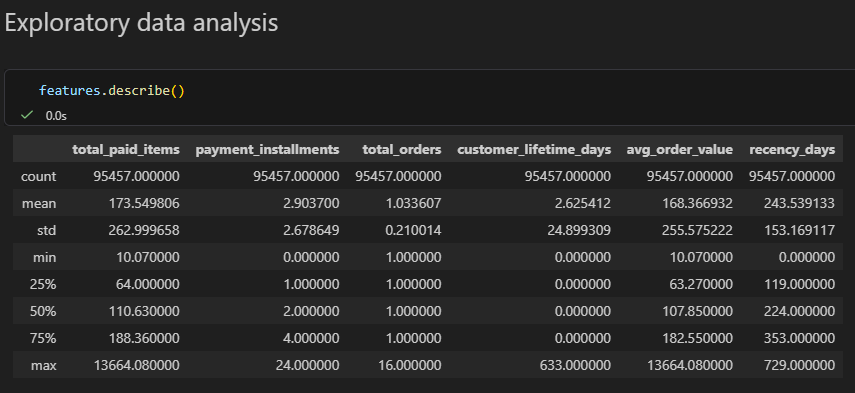 Exploratory data analysis
features.describe()
0.0s
total_paid_items payment_installments total_orders customer_lifetime_days avg_order_value recency_days
count 95457.000000 95457.000000 95457.000000 95457.000000 95457.000000 95457.000000
mean 173.549806 2.903700 1.033607 2.625412 168.366932 243.539133
std 262.999658 2.678649 0.210014 24.899309 255.575222 153.169117
min 10.070000 0.000000 1.000000 0.000000 10.070000 0.000000
25% 64.000000 1.000000 1.000000 0.000000 63.270000 119.000000
50% 110.630000 2.000000 1.000000 0.000000 107.850000 224.000000
75% 188.360000 4.000000 1.000000 0.000000 182.550000 353.000000
max 13664.080000 24.000000 16.000000 633.000000 13664.080000 729.000000